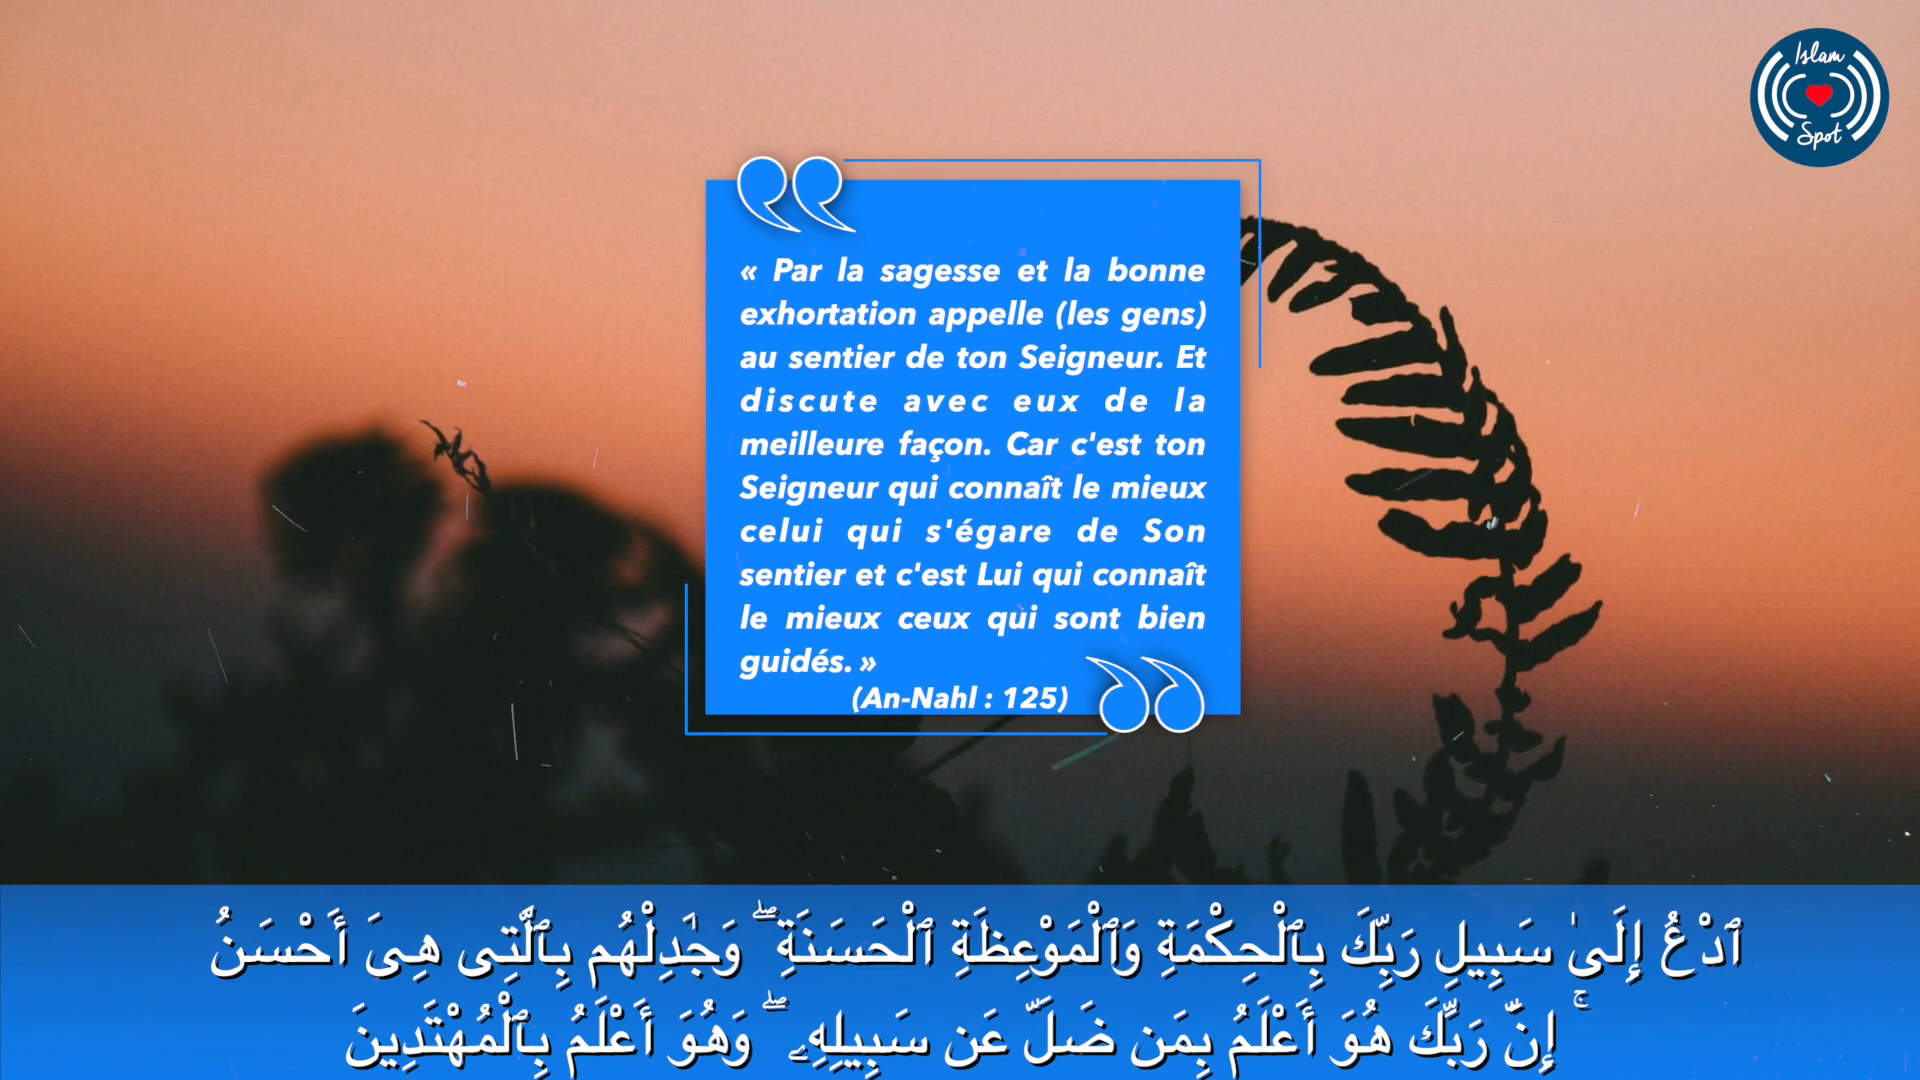 Islam
Spot
« Par la sagesse et la bonne
exhortation appelle (les gens)
au sentier de ton Seigneur. Et
discute avec eux de la
meilleure façon. Car c'est ton
Seigneur qui connaît le mieux
celui qui s'égare de Son
sentier et c'est Lui qui connaît
le mieux ceux qui sont bien
guidés. »
(An-Nahl : 125)
ٱدْعُ إِلَىٰ سَبِيلِ رَبِّكَ بِٱلْحِكْمَةِ وَٱلْمَوْعِظَةِ ٱلْحَسَنَةِ ۖ وَجَٰدِلْهُم بِٱلَّتِى هِىَ أَحْسَنُ
ۚ إِنَّ رَبَّكَ هُوَ أَعْلَمُ بِمَن ضَلَّ عَن سَبِيلِهِۦ ۖ وَهُوَ أَعْلَمُ بِٱلْمُهْتَدِينَ